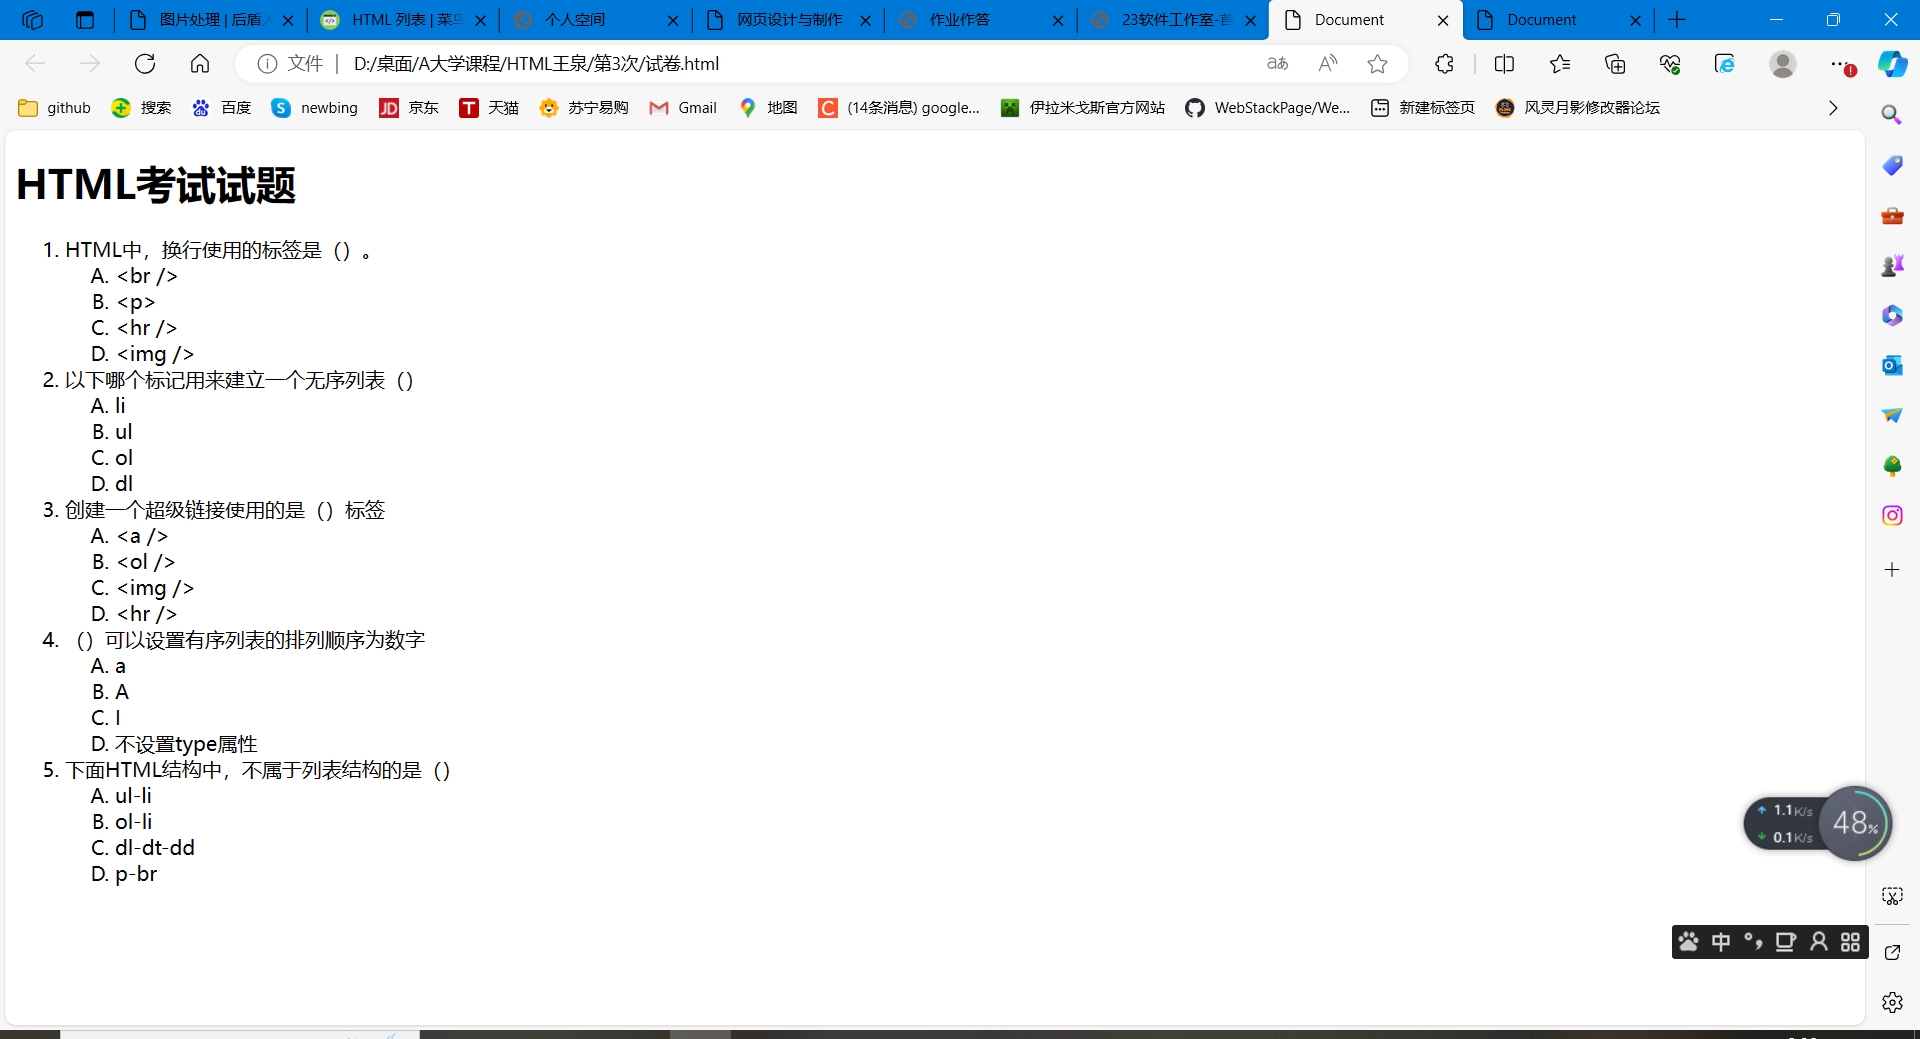 图片处理 | 后盾
HTML 列表 | 菜鸟
个人空间
网页设计与制作
作业作答
23软件工作室-首
Document
Document
文件
D:/桌面/A大学课程/HTML王泉/第3次/试卷.html
aあ
github
搜索
百度
newbing
京东
天猫
苏宁易购
Gmail
地图
(14条消息) google...
伊拉米戈斯官方网站
WebStackPage/We...
新建标签页
风灵月影修改器论坛
HTML考试试题
1. HTML中，换行使用的标签是（）。
A. <br />
B. <p>
C. <hr />
D. <img />
2. 以下哪个标记用来建立一个无序列表（）
A. li
B. ul
C. ol
D. dl
3. 创建一个超级链接使用的是（）标签
A. <a />
B. <ol />
C. <img />
D. <hr />
4. （）可以设置有序列表的排列顺序为数字
A. a
B. A
C. I
D. 不设置type属性
5. 下面HTML结构中，不属于列表结构的是（）
A. ul-li
B. ol-li
C. dl-dt-dd
D. p-br
1.1K/s
0.1K/s
48%
中